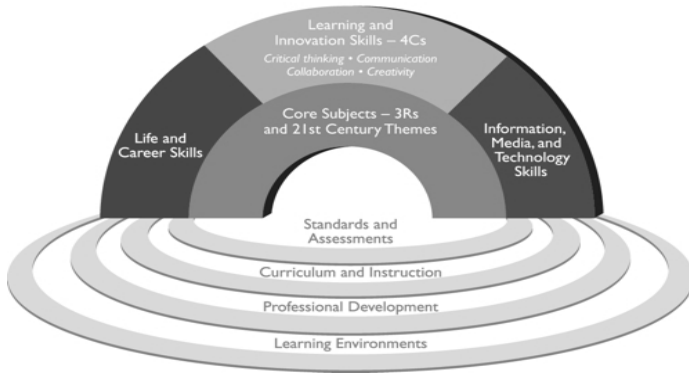 Learning and
Innovation Skills – 4Cs
Critical thinking • Communication
Collaboration • Creativity
Core Subjects – 3Rs
and 21st Century Themes
Life and
Career Skills
Information,
Media, and
Technology
Skills
Standards and
Assessments
Curriculum and Instruction
Professional Development
Learning Environments